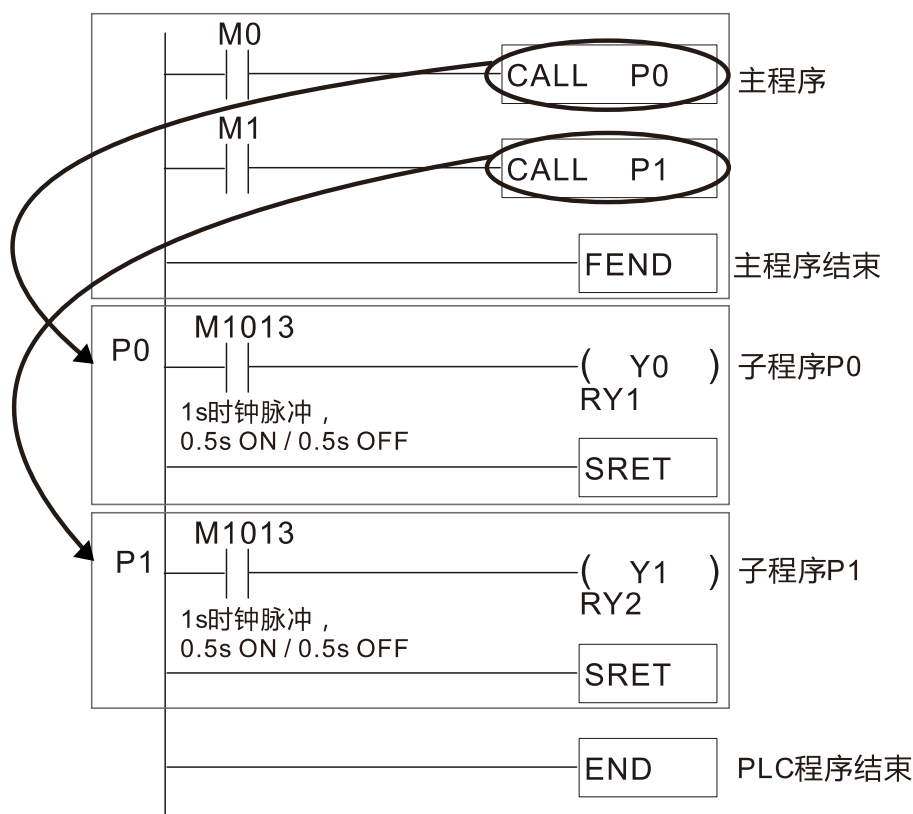 M0
CALL P0
主程序
M1
CALL P1
FEND
主程序结束
P0
M1013
( Y0 )
子程序P0
RY1
1s时钟脉冲，
0.5s ON / 0.5s OFF
SRET
P1
M1013
( Y1 )
子程序P1
RY2
1s时钟脉冲，
0.5s ON / 0.5s OFF
SRET
END
PLC程序结束